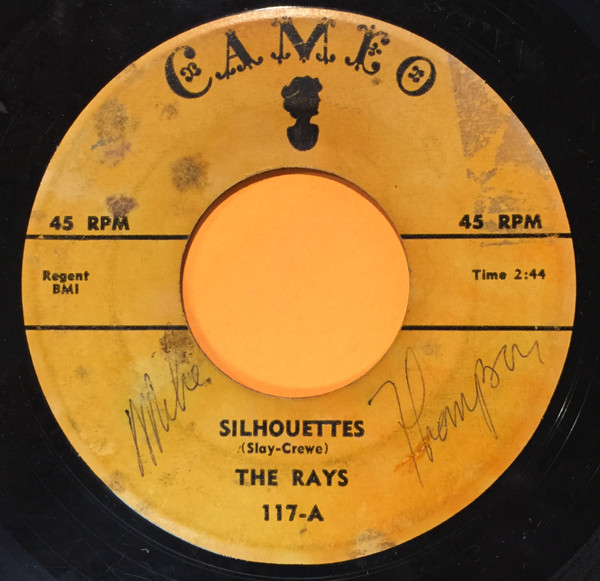 CAMEO
45 RPM
45 RPM
Regent
BMI
Time 2:44
Mike Thompson
SILHOUETTES
(Slay-Crewe)
THE RAYS
117-A